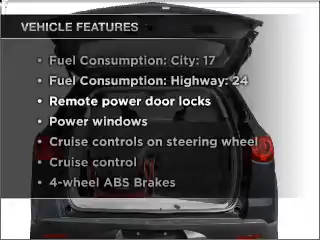 VEHICLE FEATURES
• Fuel Consumption: City: 17
• Fuel Consumption: Highway: 24
• Remote power door locks
• Power windows
• Cruise controls on steering wheel
• Cruise control
• 4-wheel ABS Brakes